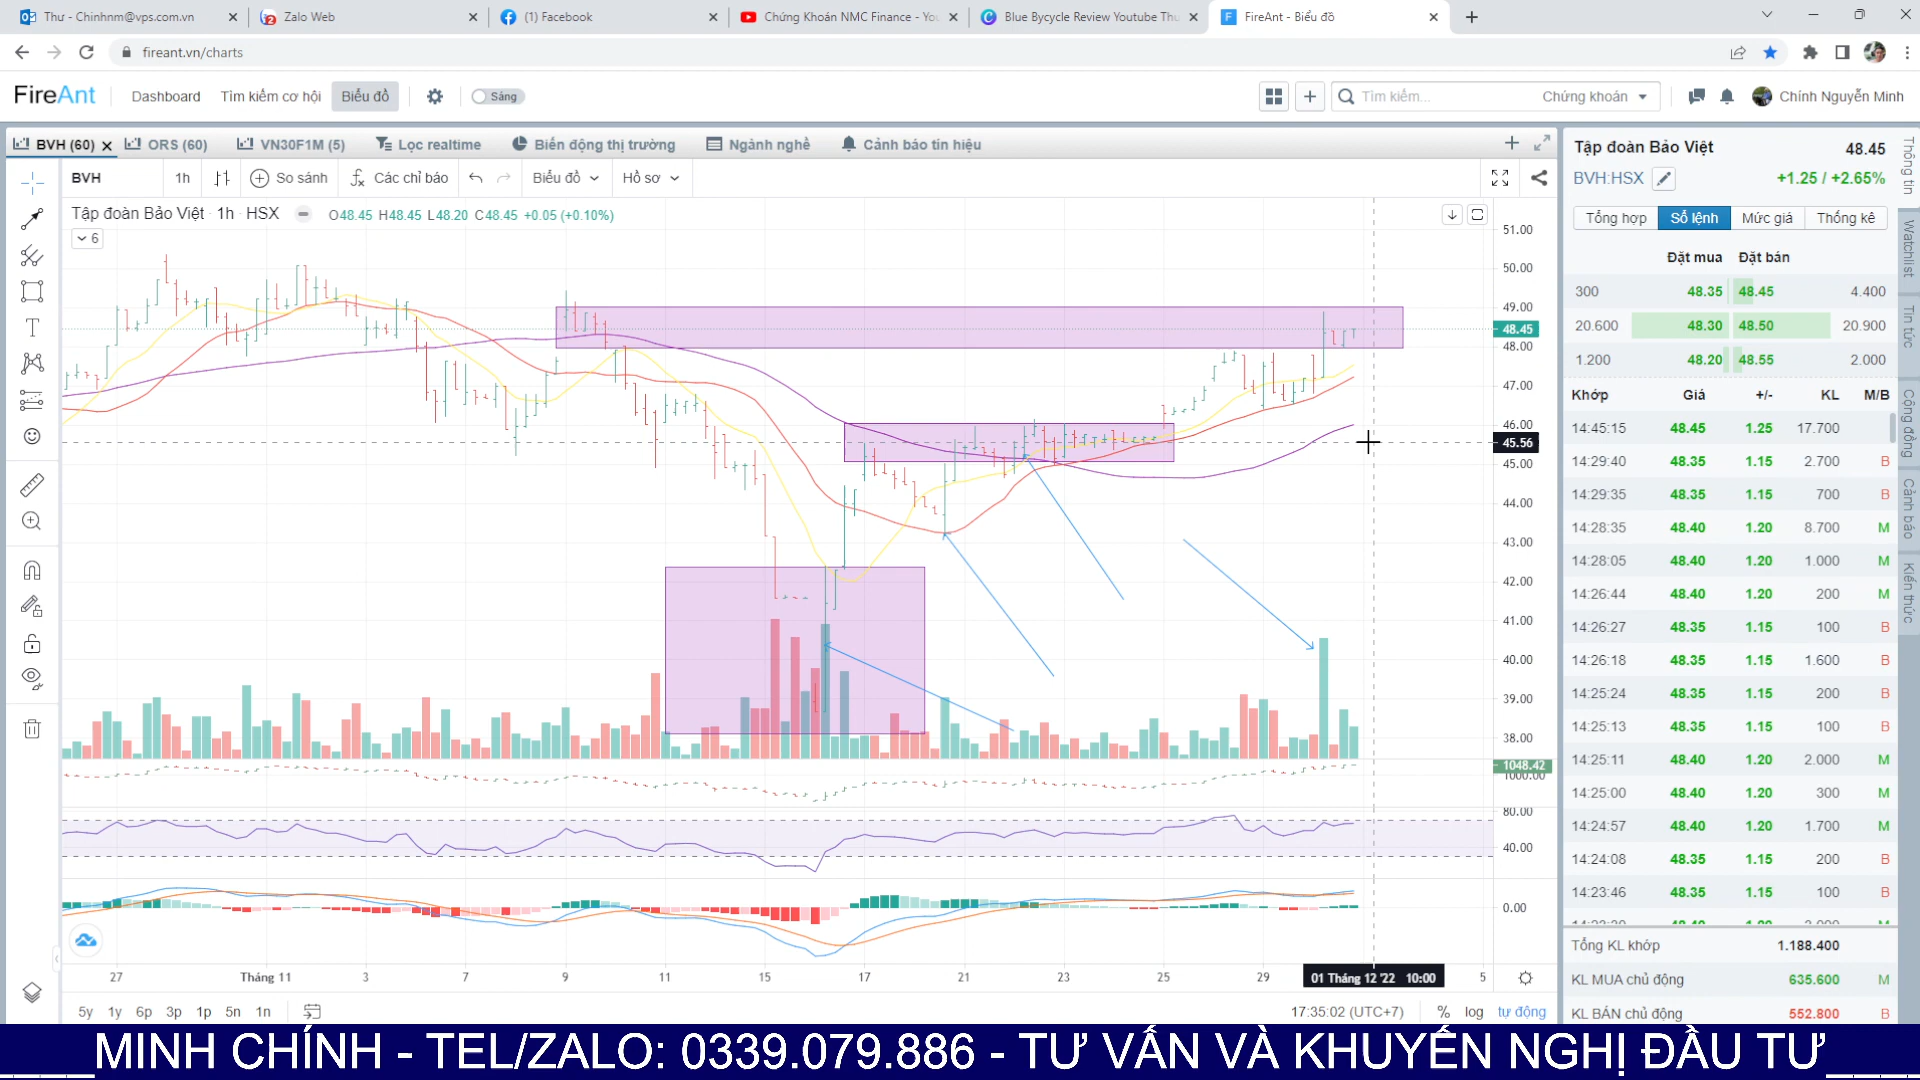 Thư - Chinhnm@vps.com.vn
Zalo Web
(1) Facebook
Chứng Khoán NMC Finance - You
Blue Bycycle Review Youtube Thu
FireAnt - Biểu đồ
fireant.vn/charts
FireAnt
Dashboard
Tìm kiếm cơ hội
Biểu đồ
Sáng
Tìm kiếm...
Chứng khoán
Chính Nguyễn Minh
BVH (60)
ORS (60)
VN30F1M (5)
Lọc realtime
Biến động thị trường
Ngành nghề
Cảnh báo tín hiệu
BVH
1h
So sánh
Các chỉ báo
Biểu đồ
Hồ sơ
Tập đoàn Bảo Việt · 1h · HSX
O48.45 H48.45 L48.20 C48.45 +0.05 (+0.10%)
6
51.00
50.00
49.00
48.45
48.00
47.00
46.00
45.56
45.00
44.00
43.00
42.00
41.00
40.00
39.00
38.00
1048.42
1000.00
80.00
40.00
0.00
27
Tháng 11
3
7
9
11
15
17
21
23
25
29
01 Tháng 12 '22 10:00
5
5y 1y 6p 3p 1p 5n 1n
17:35:02 (UTC+7)
% log tự động
Tập đoàn Bảo Việt 48.45
BVH:HSX +1.25 / +2.65%
Tổng hợp Sổ lệnh Mức giá Thống kê
Đặt mua Đặt bán
300 48.35 48.45 4.400
20.600 48.30 48.50 20.900
1.200 48.20 48.55 2.000
Khớp Giá +/- KL M/B
14:45:15 48.45 1.25 17.700
14:29:40 48.35 1.15 2.700 B
14:29:35 48.35 1.15 700 B
14:28:35 48.40 1.20 8.700 M
14:28:05 48.40 1.20 1.000 M
14:26:44 48.40 1.20 200 M
14:26:27 48.35 1.15 100 B
14:26:18 48.35 1.15 1.600 B
14:25:24 48.35 1.15 200 B
14:25:13 48.35 1.15 100 B
14:25:11 48.40 1.20 2.000 M
14:25:00 48.40 1.20 300 M
14:24:57 48.40 1.20 1.700 M
14:24:08 48.35 1.15 200 B
14:23:46 48.35 1.15 100 B
Tổng KL khớp 1.188.400
KL MUA chủ động 635.600 M
KL BÁN chủ động 552.800 B
Thông tin
Watchlist
Tin tức
Cộng đồng
Cảnh báo
Kiến thức
____MINH CHÍNH - TEL/ZALO: 0339.079.886 - TƯ VẤN VÀ KHUYẾN NGHỊ ĐẦU TƯ____